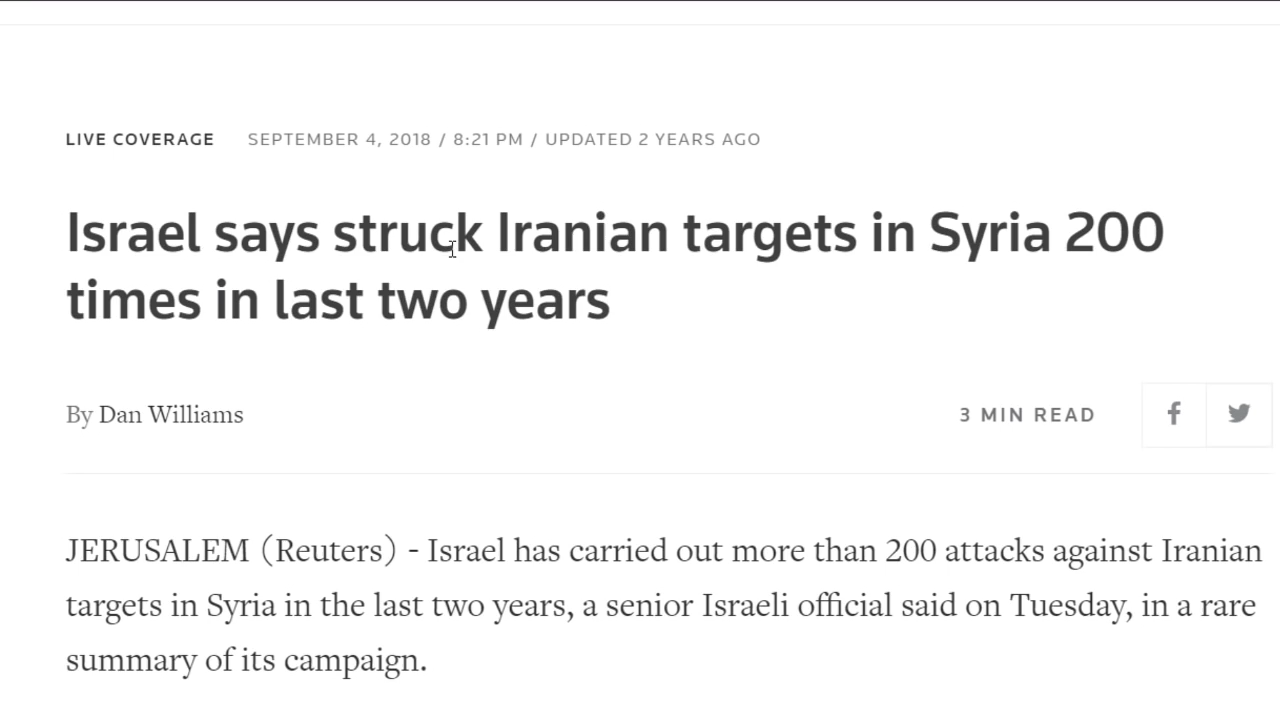 LIVE COVERAGE SEPTEMBER 4, 2018 / 8:21 PM / UPDATED 2 YEARS AGO
Israel says struck Iranian targets in Syria 200
times in last two years
By Dan Williams 3 MIN READ
JERUSALEM (Reuters) - Israel has carried out more than 200 attacks against Iranian
targets in Syria in the last two years, a senior Israeli official said on Tuesday, in a rare
summary of its campaign.